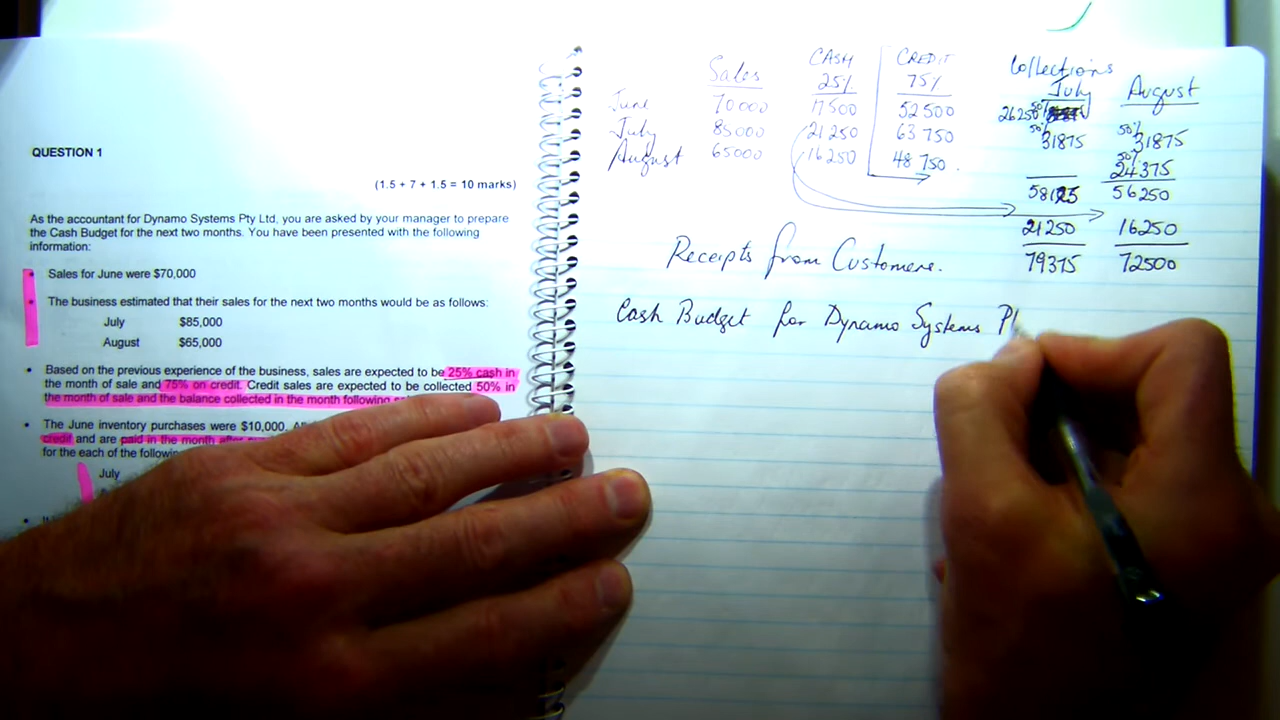 QUESTION 1
(1.5 + 7 + 1.5 = 10 marks)
As the accountant for Dynamo Systems Pty Ltd, you are asked by your manager to prepare
the Cash Budget for the next two months. You have been presented with the following
information:
Sales for June were $70,000
The business estimated that their sales for the next two months would be as follows:
July $85,000
August $65,000
Based on the previous experience of the business, sales are expected to be 25% cash in
the month of sale and 75% on credit. Credit sales are expected to be collected 50% in
the month of sale and the balance collected in the month following
The June inventory purchases were $10,000.
credit and are paid in the month after
for the each of the
July
Sales CASH CREDIT Collections
25% 75% July August
June 70000 17500 52500 26250 50%
July 85000 21250 63750 50% 31875 50% 31875
August 65000 16250 48750. 50% 24375
58125 56250
21250 16250
Receipts from Customers. 79375 72500
Cash Budget for Dynamo Systems